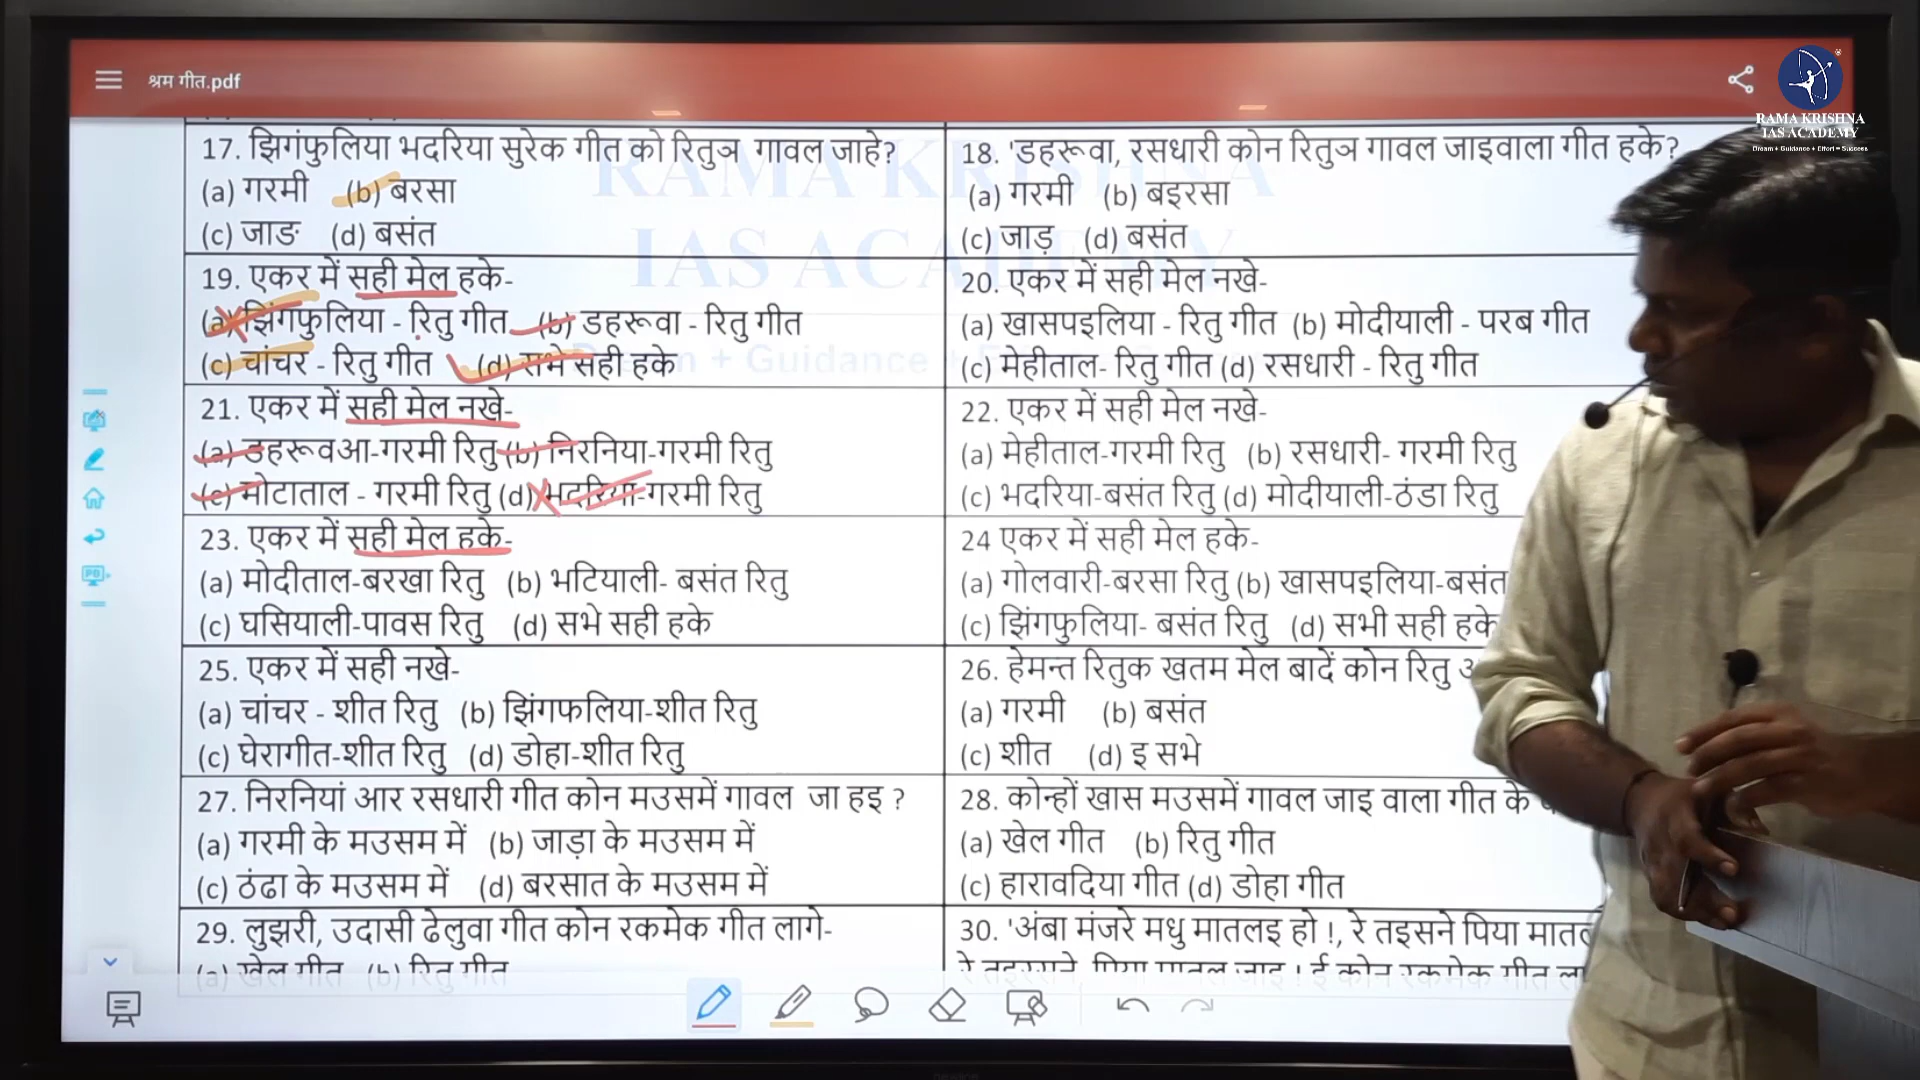 श्रम गीत.pdf
RAMA KRISHNA
IAS ACADEMY
Dream + Guidance + Effort = Success
17. झिगंफुलिया भदरिया सुरेक गीत को रितुञ गावल जाहे?
(a) गरमी (b) बरसा
(c) जाङ (d) बसंत
18. 'डहरूवा, रसधारी कोन रितुञ गावल जाइवाला गीत हके?
(a) गरमी (b) बइरसा
(c) जाड़ (d) बसंत
19. एकर में सही मेल हके-
(a) झिंगफुलिया - रितु गीत (b) डहरूवा - रितु गीत
(c) चांचर - रितु गीत (d) सभे सही हके
20. एकर में सही मेल नखे-
(a) खासपइलिया - रितु गीत (b) मोदीयाली - परब गीत
(c) मेहीताल- रितु गीत (d) रसधारी - रितु गीत
21. एकर में सही मेल नखे-
(a) डहरूवआ-गरमी रितु (b) निरनिया-गरमी रितु
(c) मोटाताल - गरमी रितु (d) भदरिया-गरमी रितु
22. एकर में सही मेल नखे-
(a) मेहीताल-गरमी रितु (b) रसधारी- गरमी रितु
(c) भदरिया-बसंत रितु (d) मोदीयाली-ठंडा रितु
23. एकर में सही मेल हके-
(a) मोदीताल-बरखा रितु (b) भटियाली- बसंत रितु
(c) घसियाली-पावस रितु (d) सभे सही हके
24 एकर में सही मेल हके-
(a) गोलवारी-बरसा रितु (b) खासपइलिया-बसंत
(c) झिंगफुलिया- बसंत रितु (d) सभी सही हके
25. एकर में सही नखे-
(a) चांचर - शीत रितु (b) झिंगफलिया-शीत रितु
(c) घेरागीत-शीत रितु (d) डोहा-शीत रितु
26. हेमन्त रितुक खतम मेल बादें कोन रितु
(a) गरमी (b) बसंत
(c) शीत (d) इ सभे
27. निरनियां आर रसधारी गीत कोन मउसमें गावल जा हइ ?
(a) गरमी के मउसम में (b) जाड़ा के मउसम में
(c) ठंढा के मउसम में (d) बरसात के मउसम में
28. कोन्हों खास मउसमें गावल जाइ वाला गीत के
(a) खेल गीत (b) रितु गीत
(c) हारावदिया गीत (d) डोहा गीत
29. लुझरी, उदासी ढेलुवा गीत कोन रकमेक गीत लागे-
(a) खेल गीत (b) रितु गीत
30. 'अंबा मंजरे मधु मातलइ हो !, रे तइसने पिया